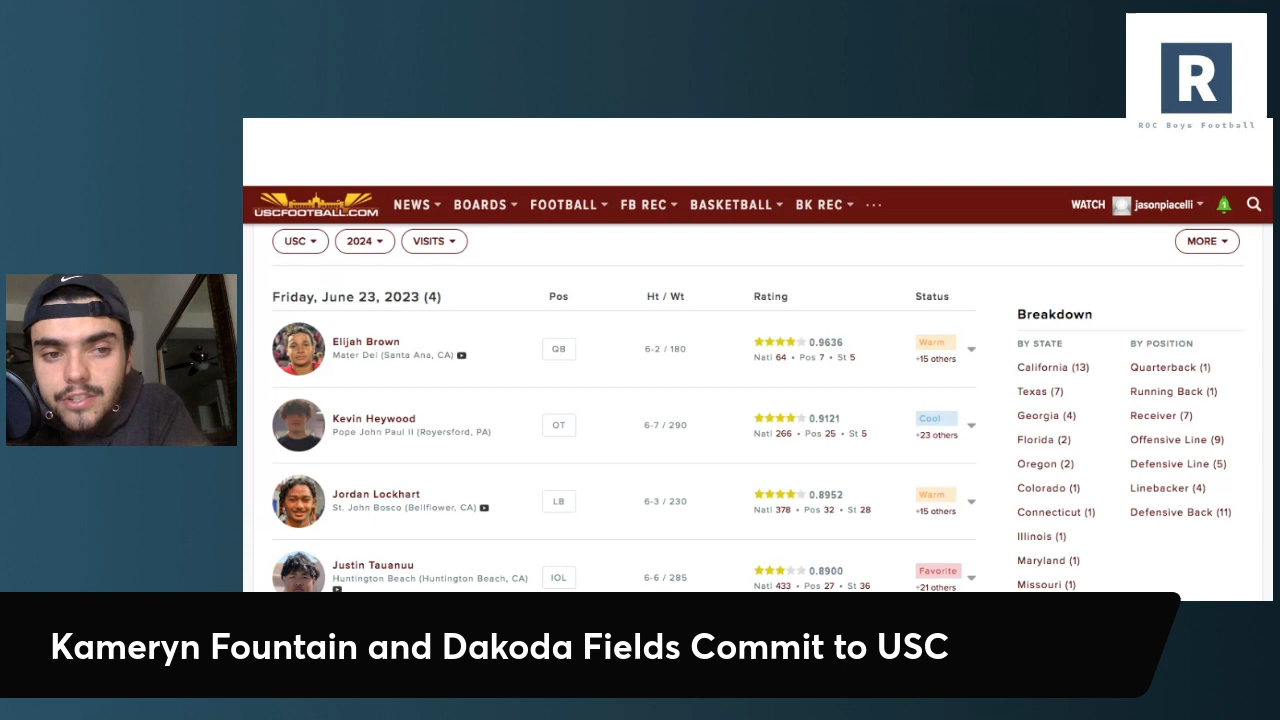 R
ROC Boys Football
USCFOOTBALL.COM NEWS BOARDS FOOTBALL FB REC BASKETBALL BK REC ··· WATCH jasonpiacelli 1
USC 2024 VISITS MORE
Friday, June 23, 2023 (4) Pos Ht / Wt Rating Status
Elijah Brown
Mater Dei (Santa Ana, CA)
QB
6-2 / 180
0.9636
Natl 64 • Pos 7 • St 5
Warm
+15 others
Kevin Heywood
Pope John Paul II (Royersford, PA)
OT
6-7 / 290
0.9121
Natl 266 • Pos 25 • St 5
Cool
+23 others
Jordan Lockhart
St. John Bosco (Bellflower, CA)
LB
6-3 / 230
0.8952
Natl 378 • Pos 32 • St 28
Warm
+15 others
Justin Tauanuu
Huntington Beach (Huntington Beach, CA)
IOL
6-6 / 285
0.8900
Natl 433 • Pos 27 • St 36
Favorite
+21 others
Breakdown
BY STATE
California (13)
Texas (7)
Georgia (4)
Florida (2)
Oregon (2)
Colorado (1)
Connecticut (1)
Illinois (1)
Maryland (1)
Missouri (1)
BY POSITION
Quarterback (1)
Running Back (1)
Receiver (7)
Offensive Line (9)
Defensive Line (5)
Linebacker (4)
Defensive Back (11)
Kameryn Fountain and Dakoda Fields Commit to USC